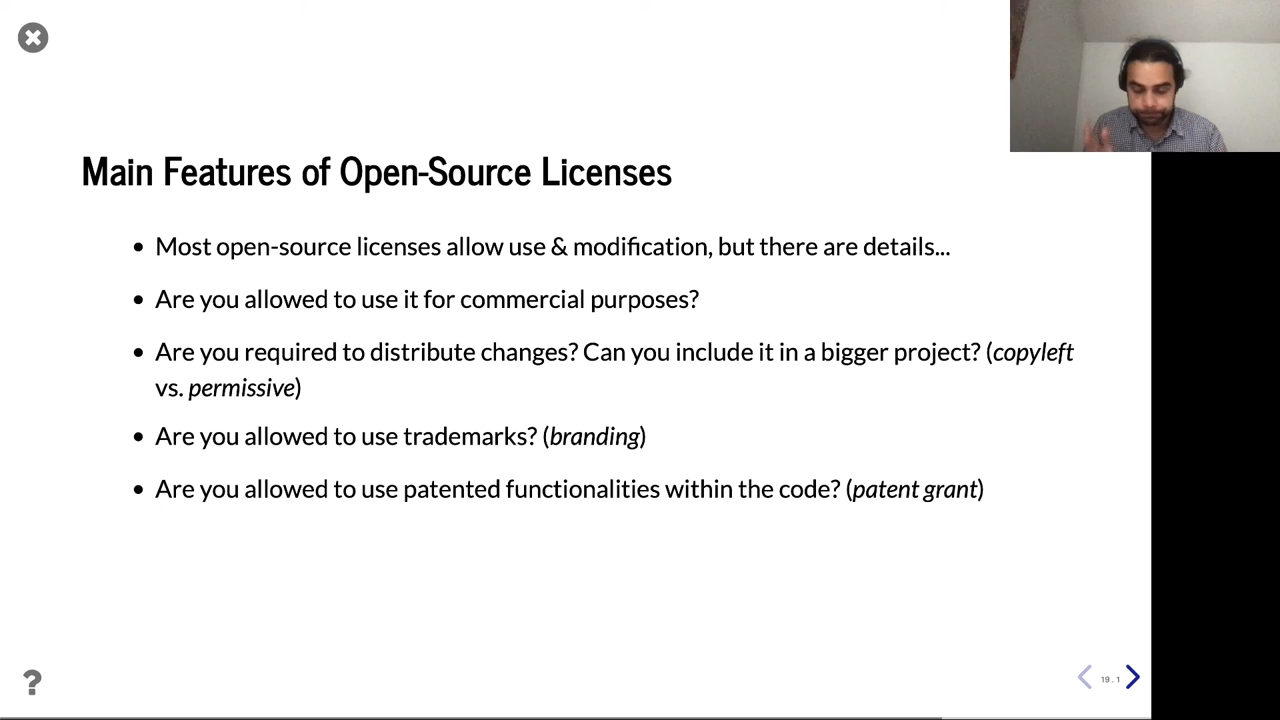 Main Features of Open-Source Licenses
• Most open-source licenses allow use & modification, but there are details...
• Are you allowed to use it for commercial purposes?
• Are you required to distribute changes? Can you include it in a bigger project? (copyleft
vs. permissive)
• Are you allowed to use trademarks? (branding)
• Are you allowed to use patented functionalities within the code? (patent grant)
?
19 . 1